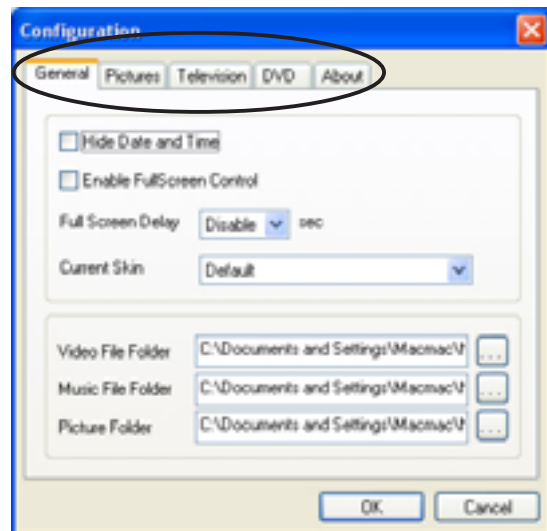 Configuration
General Pictures Television DVD About
Hide Date and Time
Enable FullScreen Control
Full Screen Delay Disable sec
Current Skin Default
Video File Folder C:\Documents and Settings\Macmac\ ...
Music File Folder C:\Documents and Settings\Macmac\ ...
Picture Folder C:\Documents and Settings\Macmac\ ...
OK Cancel